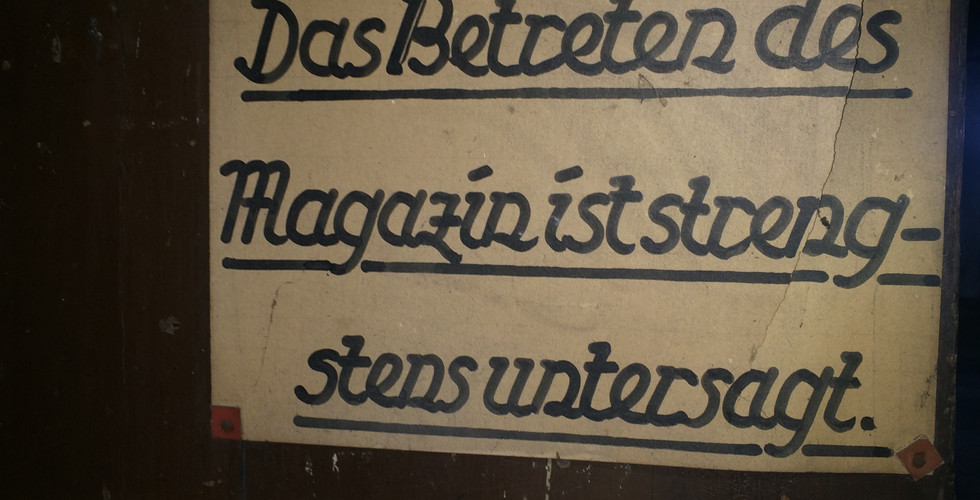 Das Betreten des
Magazin ist streng-
stens untersagt.